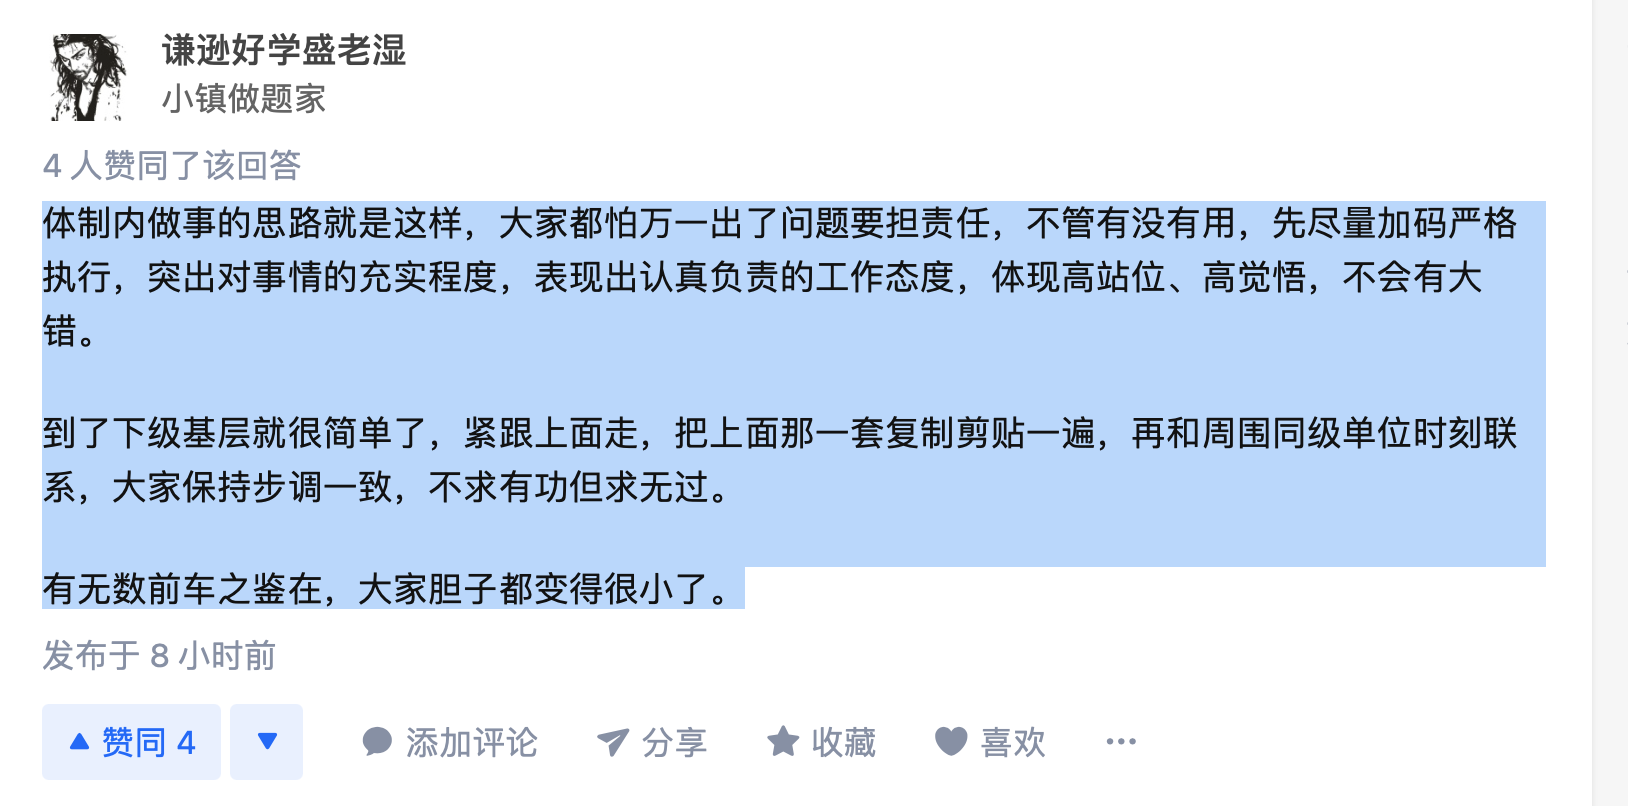 谦逊好学盛老湿
小镇做题家
4 人赞同了该回答
体制内做事的思路就是这样，大家都怕万一出了问题要担责任，不管有没有用，先尽量加码严格
执行，突出对事情的充实程度，表现出认真负责的工作态度，体现高站位、高觉悟，不会有大
错。
到了下级基层就很简单了，紧跟上面走，把上面那一套复制剪贴一遍，再和周围同级单位时刻联
系，大家保持步调一致，不求有功但求无过。
有无数前车之鉴在，大家胆子都变得很小了。
发布于 8 小时前
赞同 4 添加评论 分享 收藏 喜欢